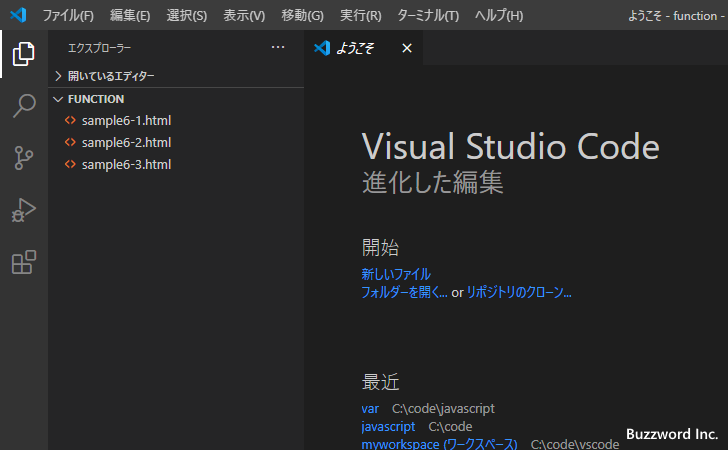 ファイル(F) 編集(E) 選択(S) 表示(V) 移動(G) 実行(R) ターミナル(T) ヘルプ(H) ようこそ - function -
エクスプローラー ···
ようこそ ×
開いているエディター
FUNCTION
<> sample6-1.html
<> sample6-2.html
<> sample6-3.html
Visual Studio Code
進化した編集
開始
新しいファイル
フォルダーを開く... or リポジトリのクローン...
最近
var C:\code\javascript
javascript C:\code
myworkspace (ワークスペース) C:\code\vscode
Buzzword Inc.